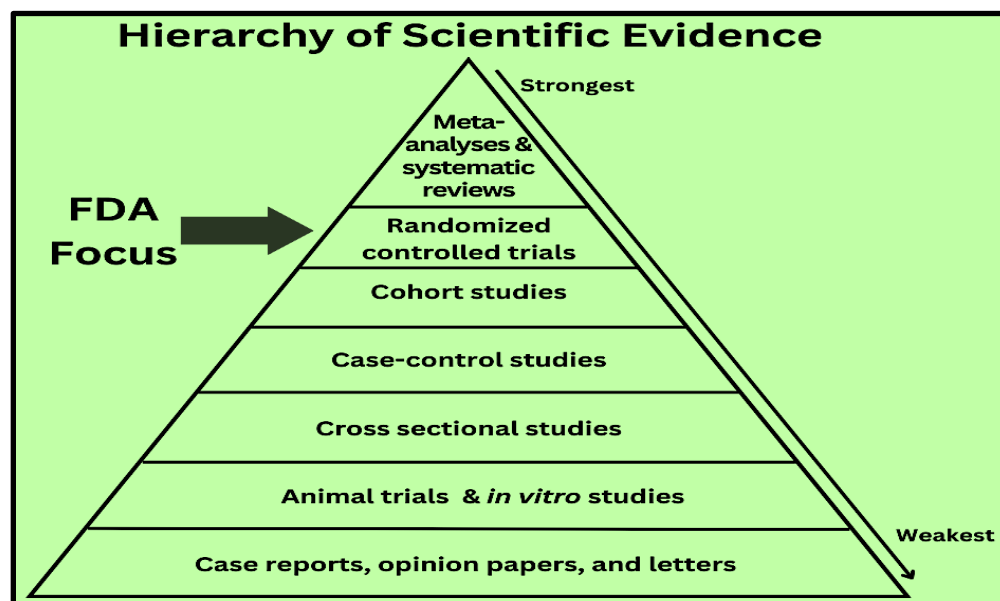 Hierarchy of Scientific Evidence
Strongest
Meta-
analyses &
systematic
reviews
FDA
Focus
Randomized
controlled trials
Cohort studies
Case-control studies
Cross sectional studies
Animal trials & in vitro studies
Weakest
Case reports, opinion papers, and letters